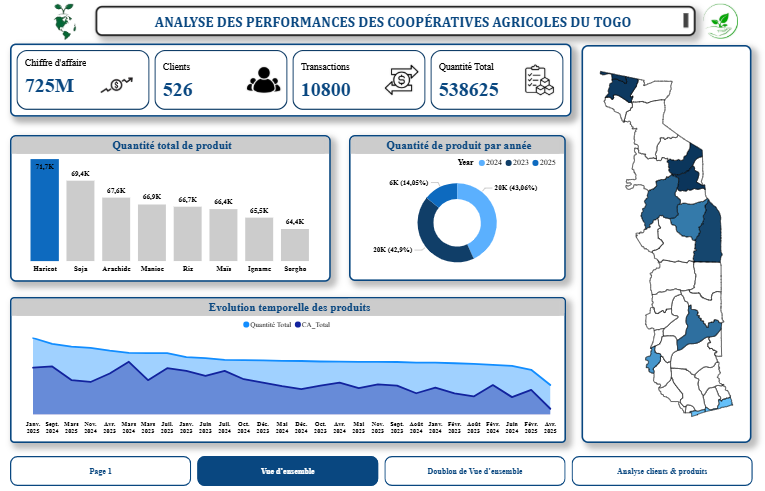 ANALYSE DES PERFORMANCES DES COOPÉRATIVES AGRICOLES DU TOGO
Chiffre d'affaire
725M
Clients
526
Transactions
10800
Quantité Total
538625
Quantité total de produit
71,7K
69,4K
67,6K
66,9K
66,7K
66,4K
65,5K
64,4K
Haricot
Soja
Arachide
Manioc
Riz
Maïs
Igname
Sorgho
Quantité de produit par année
Year 2024 2023 2025
6K (14,05%)
20K (43,06%)
20K (42,9%)
Evolution temporelle des produits
Quantité Total CA_Total
Janv. 2025
Sept. 2024
Mars 2025
Nov. 2024
Avr. 2023
Mars 2024
Mars 2023
Juil. 2023
Janv. 2023
Juin 2023
Juil. 2024
Oct. 2024
Déc. 2023
Mai 2024
Déc. 2024
Oct. 2023
Avr. 2024
Mai 2023
Nov. 2023
Sept. 2023
Août 2024
Janv. 2024
Févr. 2023
Août 2023
Févr. 2024
Juin 2024
Févr. 2025
Avr. 2025
Page 1
Vue d'ensemble
Doublon de Vue d'ensemble
Analyse clients & produits